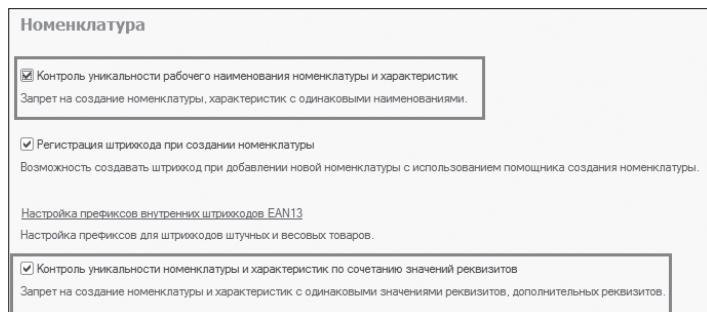 Номенклатура
Контроль уникальности рабочего наименования номенклатуры и характеристик
Запрет на создание номенклатуры, характеристик с одинаковыми наименованиями.
Регистрация штрихкода при создании номенклатуры
Возможность создавать штрихкод при добавлении новой номенклатуры с использованием помощника создания номенклатуры.
Настройка префиксов внутренних штрихкодов EAN13
Настройка префиксов для штрихкодов штучных и весовых товаров.
Контроль уникальности номенклатуры и характеристик по сочетанию значений реквизитов
Запрет на создание номенклатуры и характеристик с одинаковыми значениями реквизитов, дополнительных реквизитов.